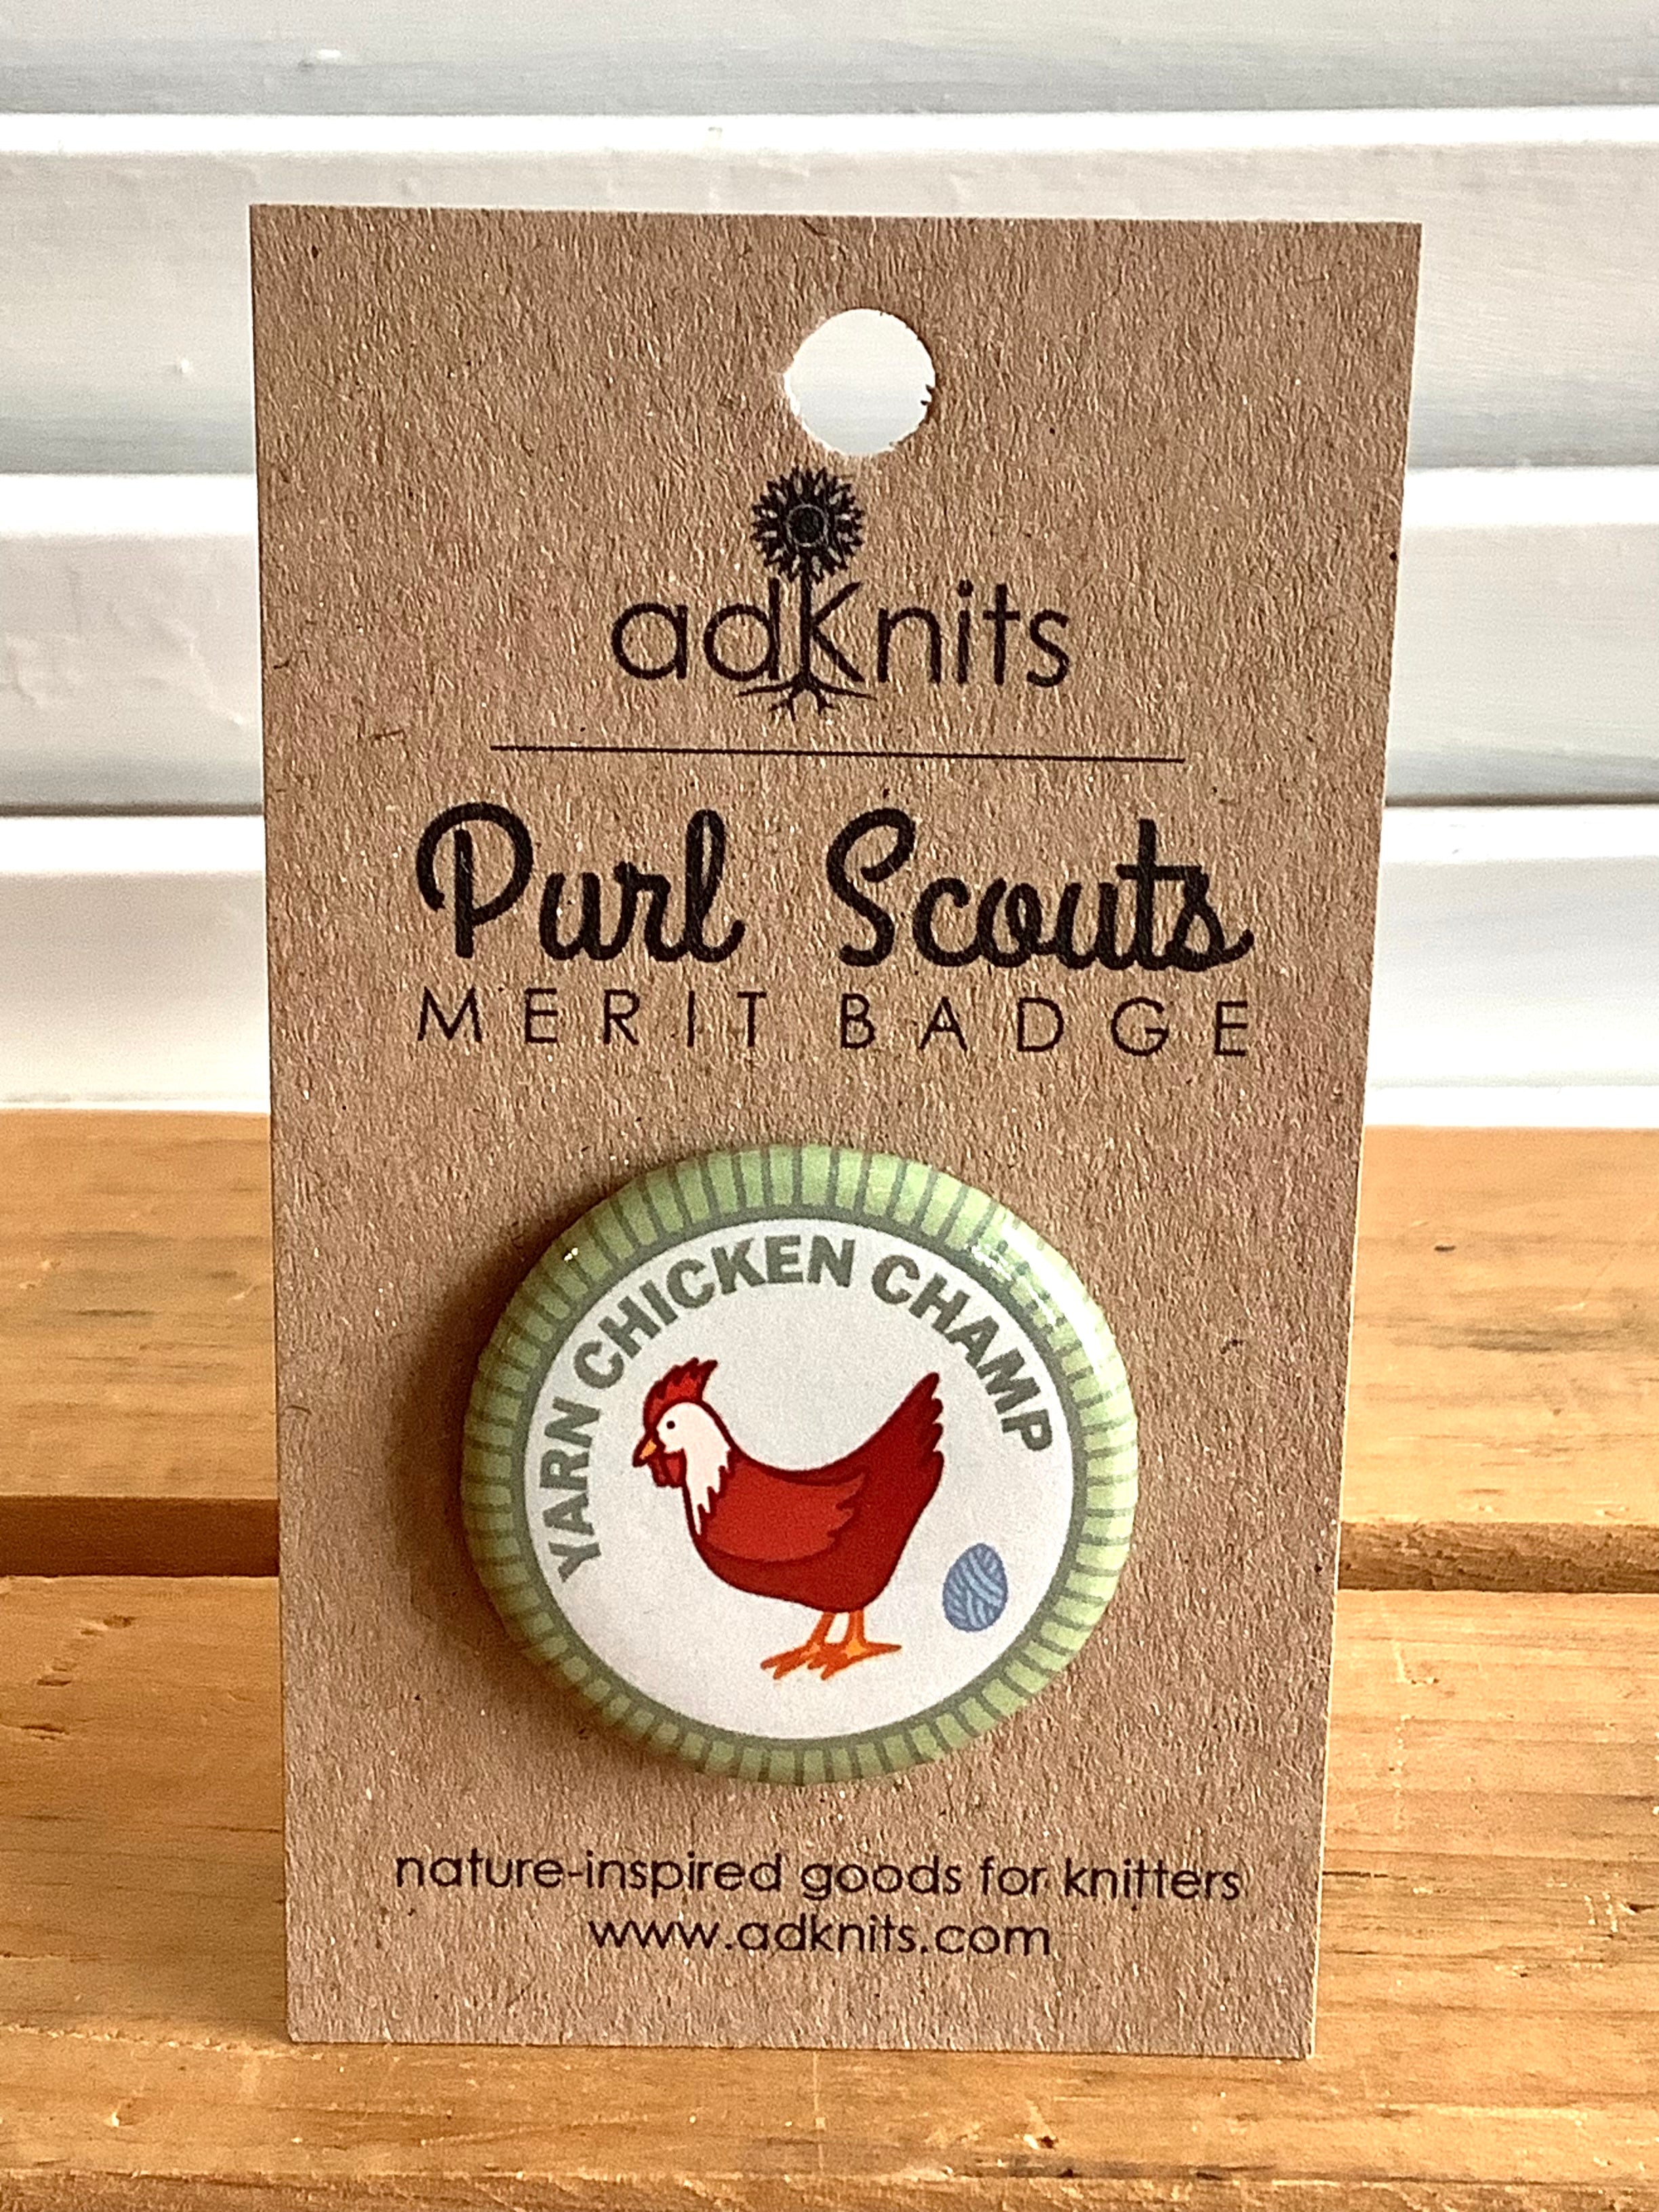 adknits
Purl Scouts
MERIT BADGE
YARN CHICKEN CHAMP
nature-inspired goods for knitters
www.adknits.com